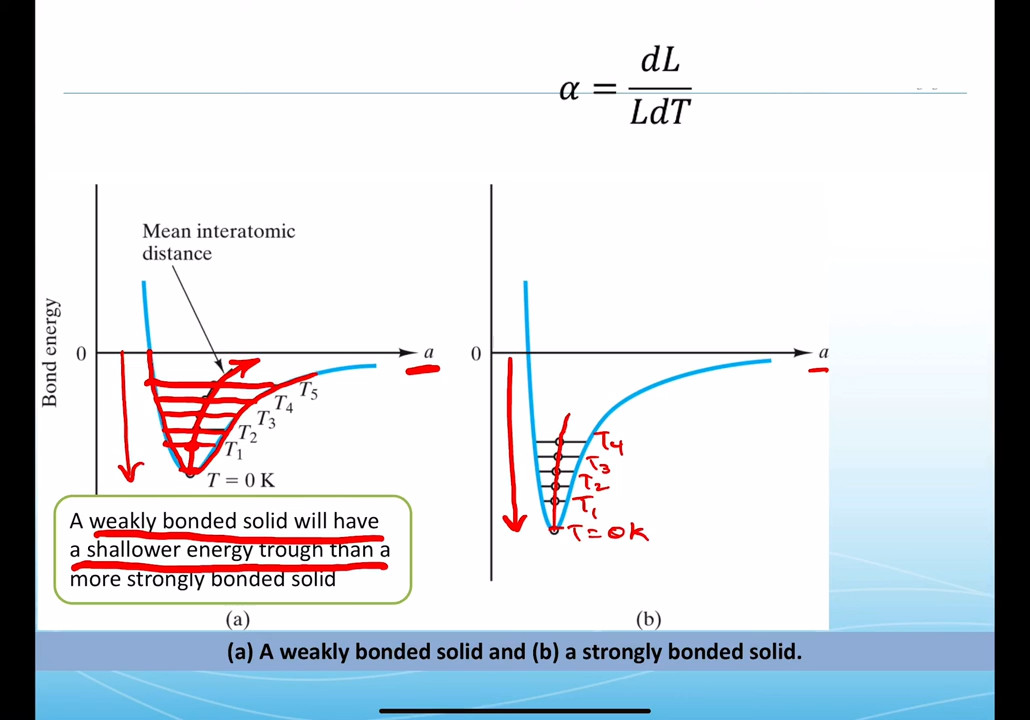 α = dL / LdT
Mean interatomic
distance
Bond energy
0
a
T5
T4
T3
T2
T1
T = 0 K
0
a
T4
T3
T2
T1
T = 0K
A weakly bonded solid will have
a shallower energy trough than a
more strongly bonded solid
(a)
(b)
(a) A weakly bonded solid and (b) a strongly bonded solid.